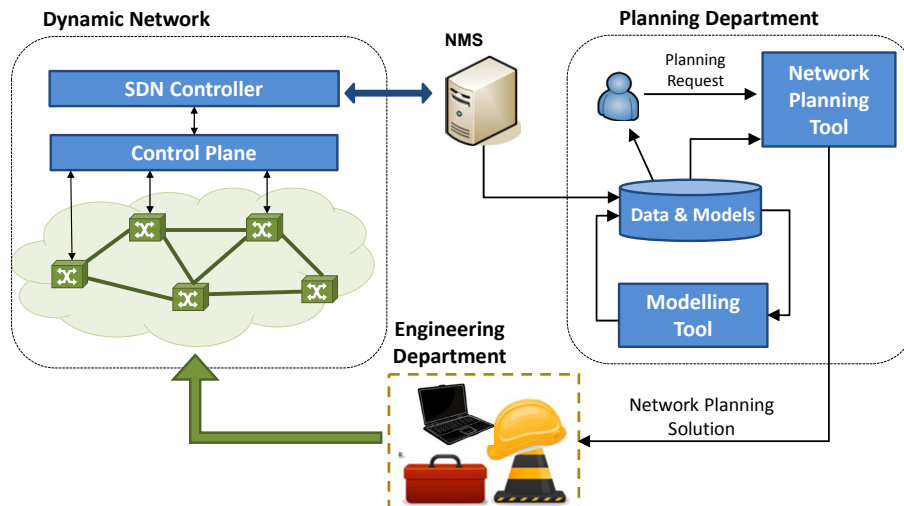 Dynamic Network
Planning Department
NMS
SDN Controller
Control Plane
Planning
Request
Network
Planning
Tool
Data & Models
Modelling
Tool
Engineering
Department
Network Planning
Solution